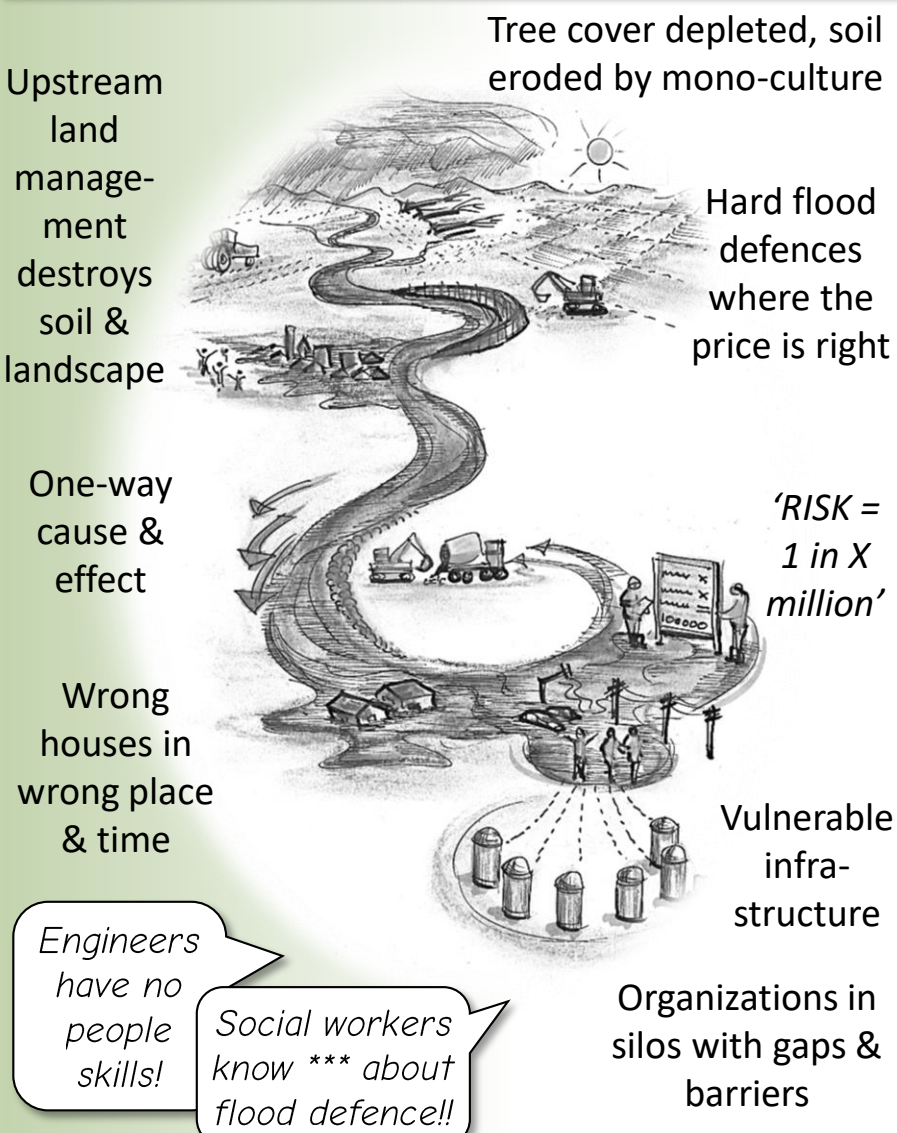 Tree cover depleted, soil
eroded by mono-culture
Upstream
land
manage-
ment
destroys
soil &
landscape
Hard flood
defences
where the
price is right
One-way
cause &
effect
‘RISK =
1 in X
million’
100000
Wrong
houses in
wrong place
& time
Vulnerable
infra-
structure
Engineers
have no
people
skills!
Social workers
know *** about
flood defence!!
Organizations in
silos with gaps &
barriers